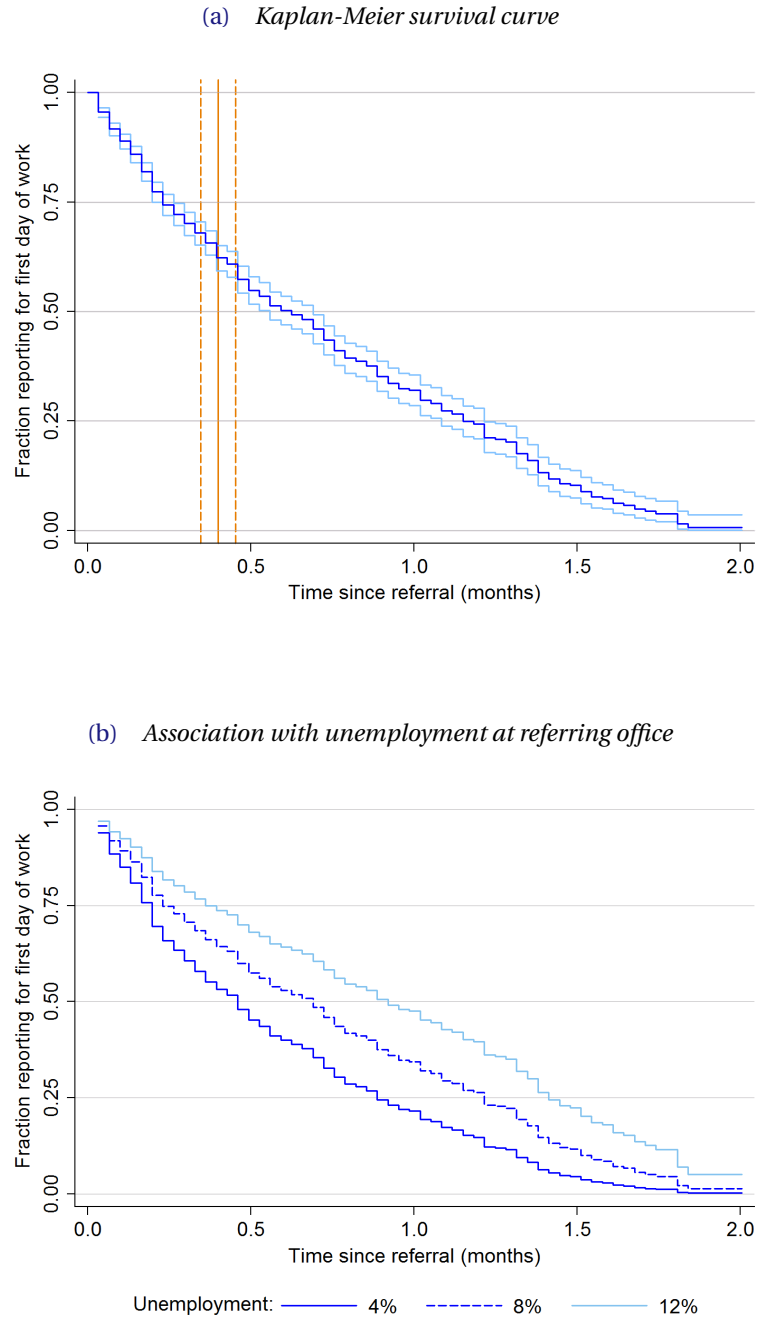 (a) Kaplan-Meier survival curve
Fraction reporting for first day of work
1.00
0.75
0.50
0.25
0.00
0.0 0.5 1.0 1.5 2.0
Time since referral (months)
(b) Association with unemployment at referring office
Fraction reporting for first day of work
1.00
0.75
0.50
0.25
0.00
0.0 0.5 1.0 1.5 2.0
Time since referral (months)
Unemployment: 4% 8% 12%